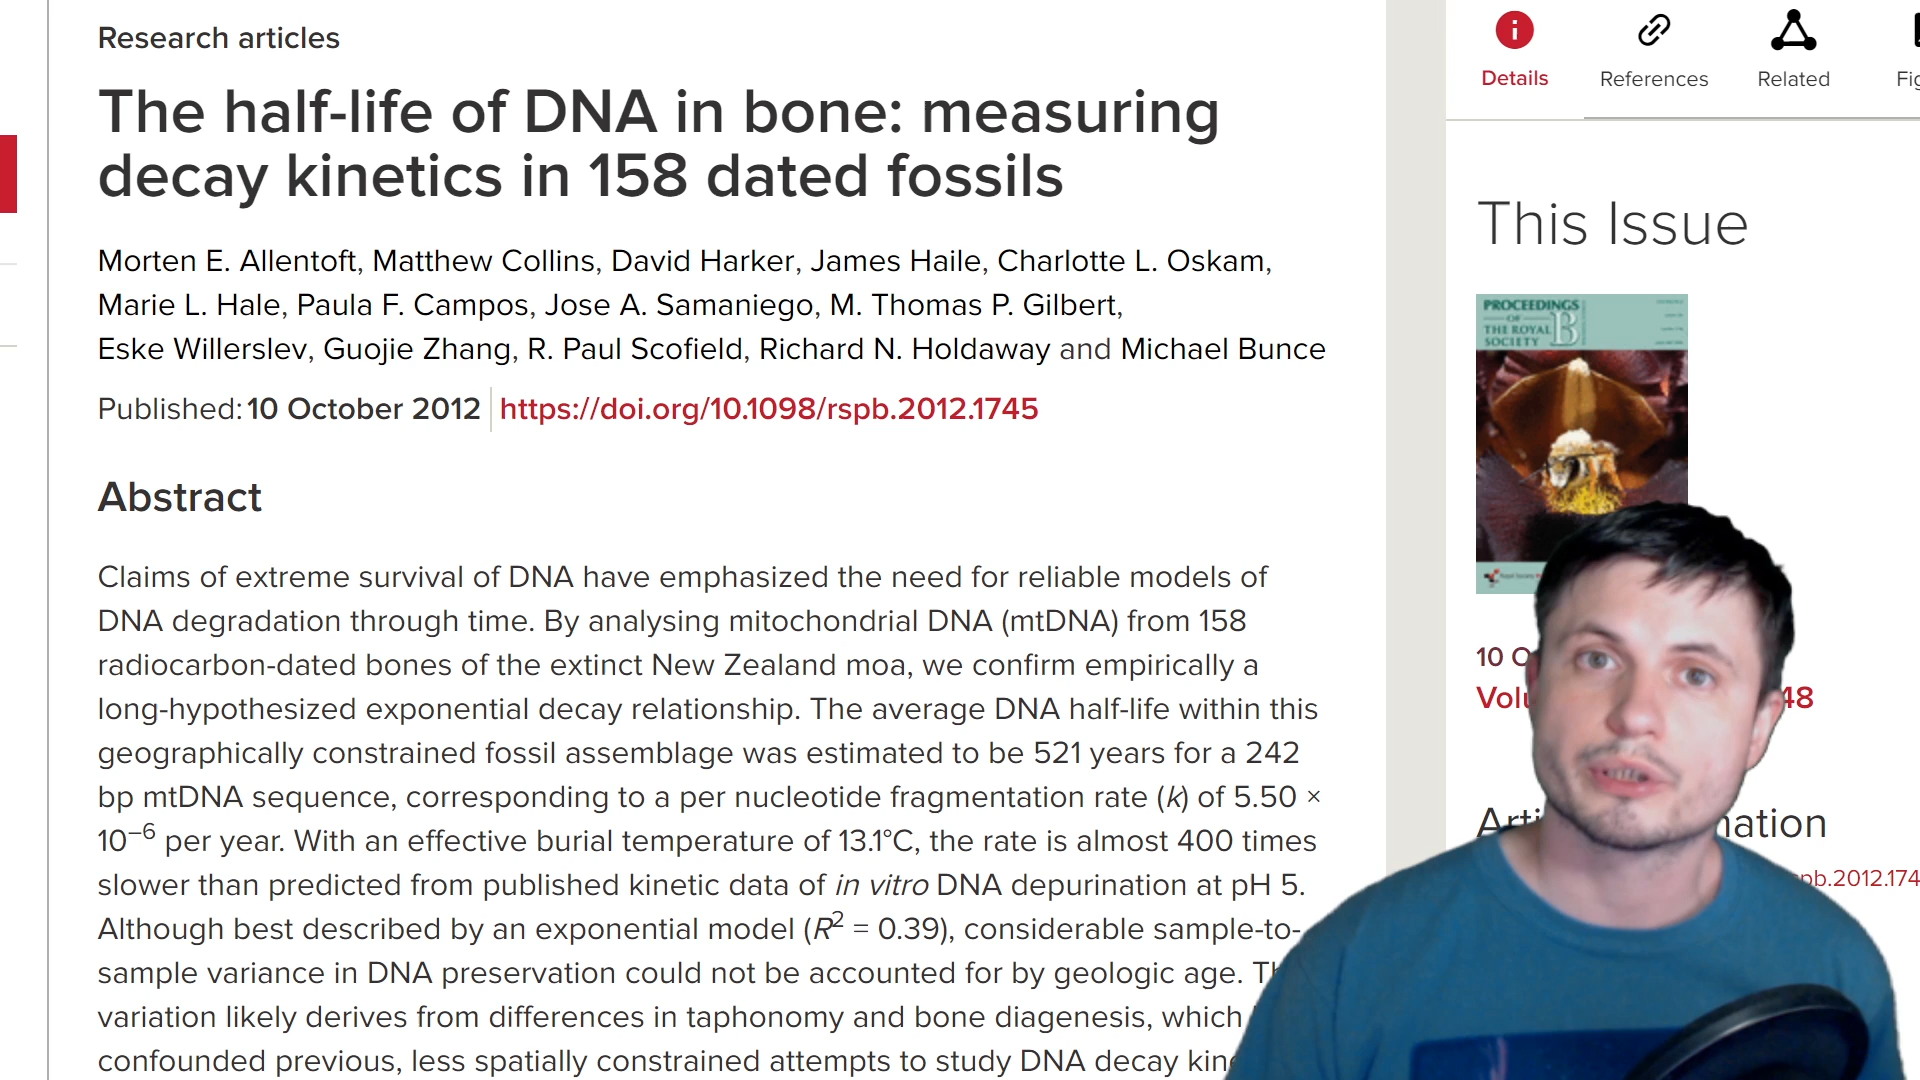 Research articles
The half-life of DNA in bone: measuring
decay kinetics in 158 dated fossils
Morten E. Allentoft, Matthew Collins, David Harker, James Haile, Charlotte L. Oskam,
Marie L. Hale, Paula F. Campos, Jose A. Samaniego, M. Thomas P. Gilbert,
Eske Willerslev, Guojie Zhang, R. Paul Scofield, Richard N. Holdaway and Michael Bunce
Published: 10 October 2012 https://doi.org/10.1098/rspb.2012.1745
Abstract
Claims of extreme survival of DNA have emphasized the need for reliable models of
DNA degradation through time. By analysing mitochondrial DNA (mtDNA) from 158
radiocarbon-dated bones of the extinct New Zealand moa, we confirm empirically a
long-hypothesized exponential decay relationship. The average DNA half-life within this
geographically constrained fossil assemblage was estimated to be 521 years for a 242
bp mtDNA sequence, corresponding to a per nucleotide fragmentation rate (k) of 5.50 ×
10⁻⁶ per year. With an effective burial temperature of 13.1°C, the rate is almost 400 times
slower than predicted from published kinetic data of in vitro DNA depurination at pH 5.
Although best described by an exponential model (R² = 0.39), considerable sample-to-
sample variance in DNA preservation could not be accounted for by geologic age.
variation likely derives from differences in taphonomy and bone diagenesis, which
confounded previous, less spatially constrained attempts to study DNA decay
Details References Related
This Issue
PROCEEDINGS
OF
THE ROYAL B
SOCIETY
10
48